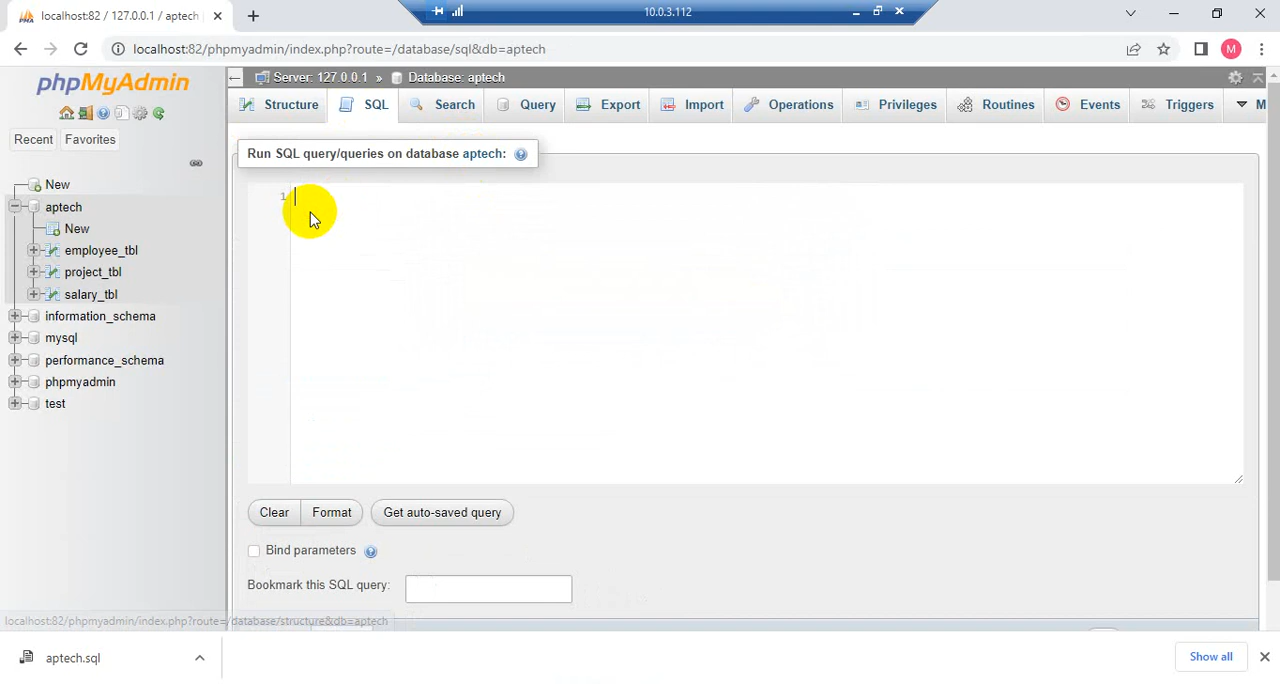 localhost:82 / 127.0.0.1 / aptech
10.0.3.112
localhost:82/phpmyadmin/index.php?route=/database/sql&db=aptech
M
phpMyAdmin
Recent
Favorites
New
aptech
New
employee_tbl
project_tbl
salary_tbl
information_schema
mysql
performance_schema
phpmyadmin
test
Server: 127.0.0.1 » Database: aptech
Structure
SQL
Search
Query
Export
Import
Operations
Privileges
Routines
Events
Triggers
M
Run SQL query/queries on database aptech:
1
Clear
Format
Get auto-saved query
Bind parameters
Bookmark this SQL query:
localhost:82/phpmyadmin/index.php?route=/database/structure&db=aptech
aptech.sql
Show all